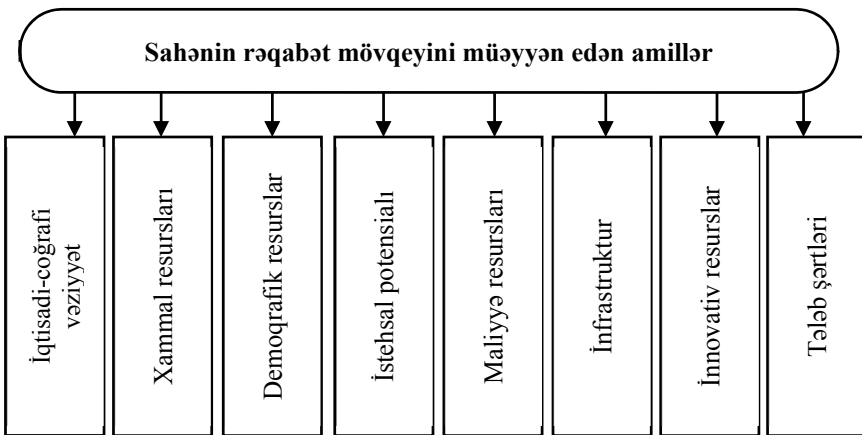 Sahənin rəqabət mövqeyini müəyyən edən amillər
İqtisadi-coğrafi
vəziyyət
Xammal resursları
Demoqrafik resurslar
İstehsal potensialı
Maliyyə resursları
İnfrastruktur
İnnovativ resurslar
Tələb şərtləri